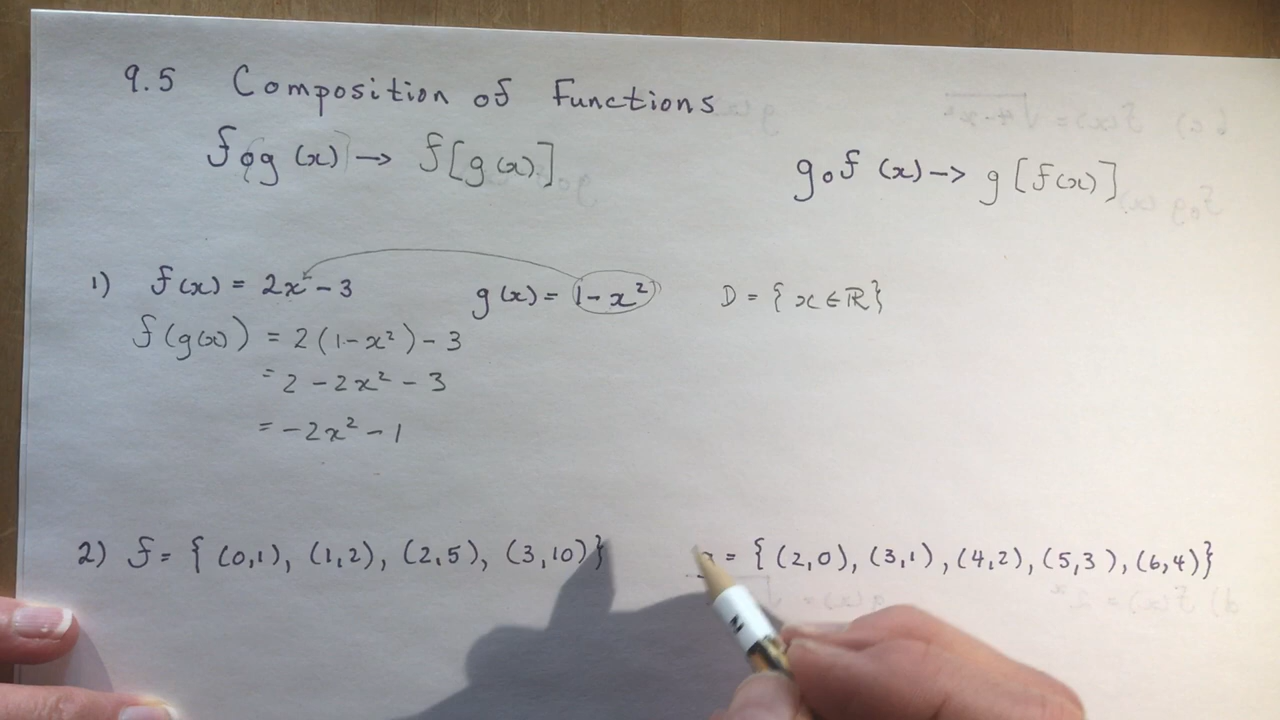 9.5 Composition of Functions
f∘g (x) → f[g(x)]
g∘f (x) -> g[f(x)]
1) f(x) = 2x - 3
g(x) = 1-x²
D = {x∈ℝ}
f(g(x)) = 2(1-x²) - 3
= 2 - 2x² - 3
= -2x² - 1
2) f = { (0,1), (1,2), (2,5), (3,10)}
= { (2,0), (3,1), (4,2), (5,3), (6,4)}